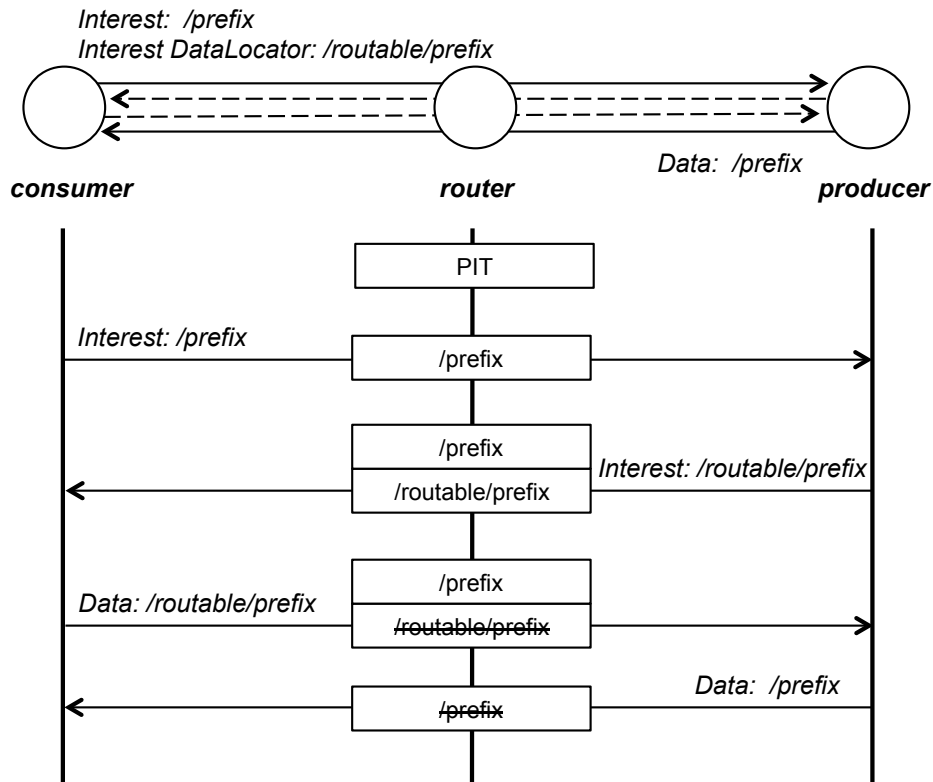 Interest: /prefix
Interest DataLocator: /routable/prefix
Data: /prefix
consumer
router
producer
PIT
Interest: /prefix
/prefix
/prefix
Interest: /routable/prefix
/routable/prefix
/prefix
Data: /routable/prefix
/routable/prefix
Data: /prefix
/prefix